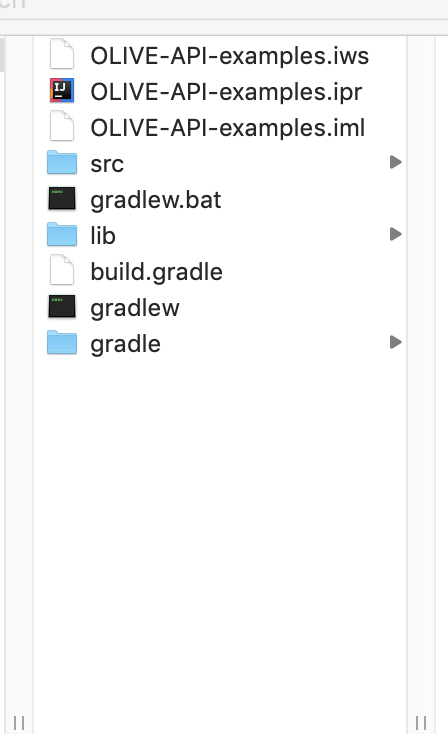 OLIVE-API-examples.iws
OLIVE-API-examples.ipr
OLIVE-API-examples.iml
src
gradlew.bat
lib
build.gradle
gradlew
gradle